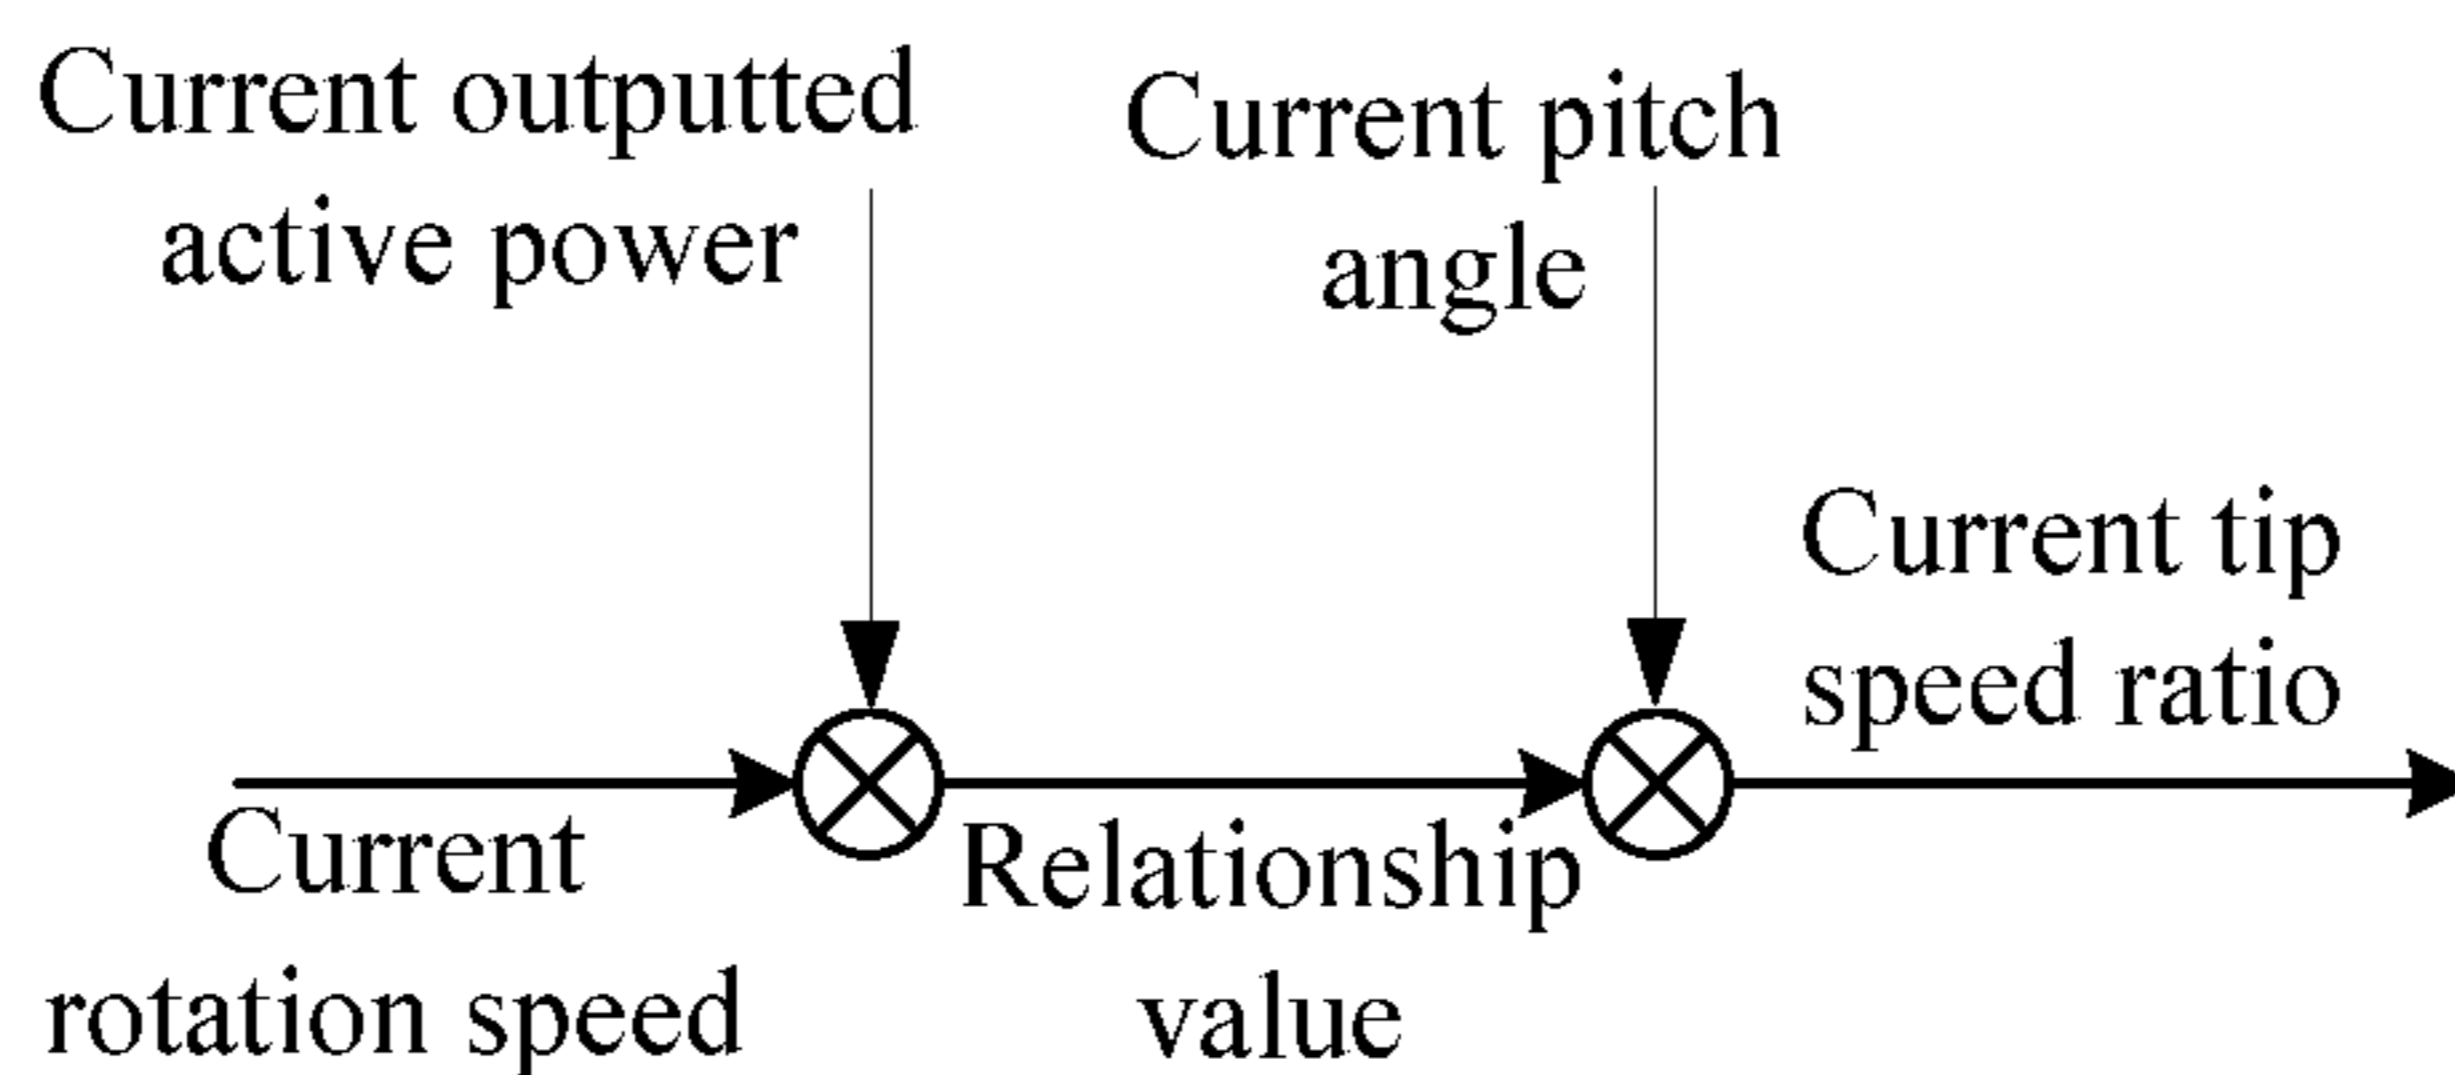 Current outputted
active power
Current pitch
angle
Current tip
speed ratio
Current
rotation speed
Relationship
value